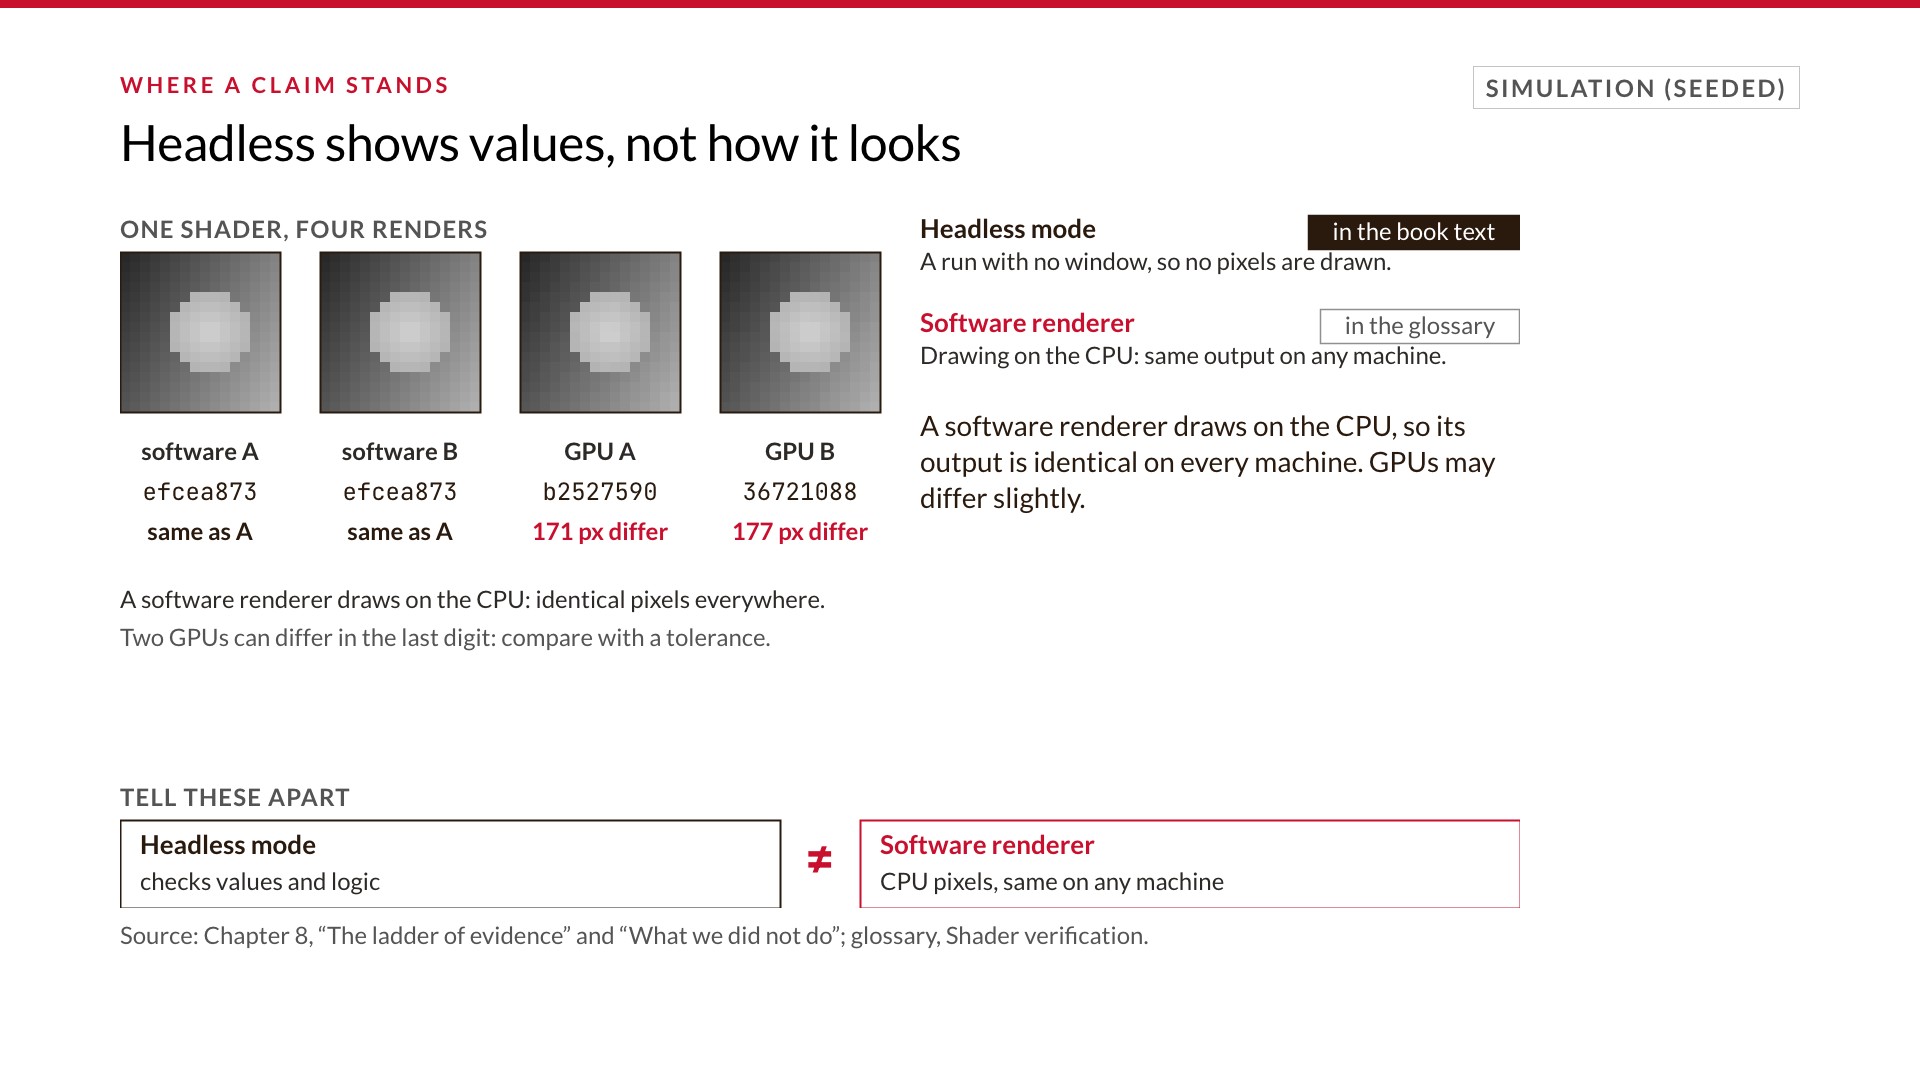 WHERE A CLAIM STANDS
SIMULATION (SEEDED)
Headless shows values, not how it looks
ONE SHADER, FOUR RENDERS
software A
software B
GPU A
GPU B
efcea873
efcea873
b2527590
36721088
same as A
same as A
171 px differ
177 px differ
A software renderer draws on the CPU: identical pixels everywhere.
Two GPUs can differ in the last digit: compare with a tolerance.
Headless mode
in the book text
A run with no window, so no pixels are drawn.
Software renderer
in the glossary
Drawing on the CPU: same output on any machine.
A software renderer draws on the CPU, so its
output is identical on every machine. GPUs may
differ slightly.
TELL THESE APART
Headless mode
checks values and logic
≠
Software renderer
CPU pixels, same on any machine
Source: Chapter 8, “The ladder of evidence” and “What we did not do”; glossary, Shader verification.